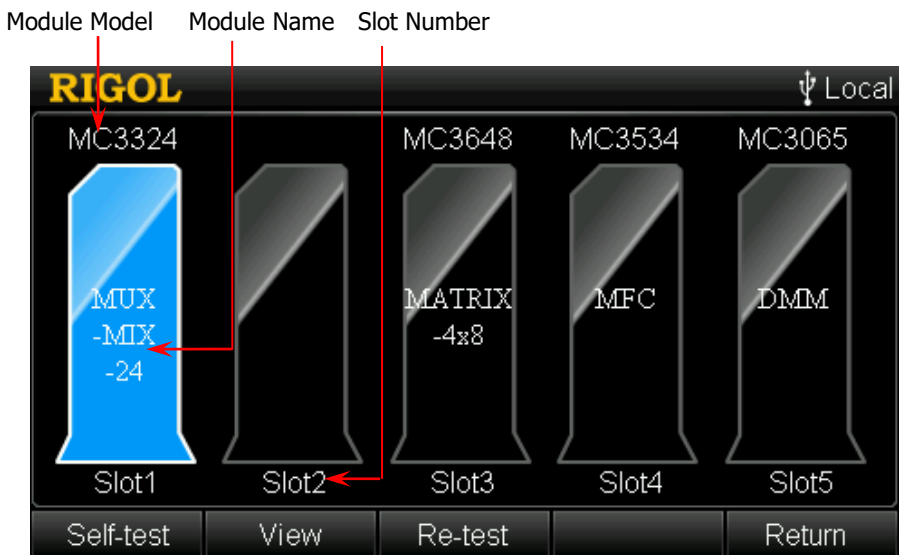 Module Model Module Name Slot Number
RIGOL Local
MC3324 MC3648 MC3534 MC3065
MUX MATRIX MFC DMM
-MIX -4x8
-24
Slot1 Slot2 Slot3 Slot4 Slot5
Self-test View Re-test Return